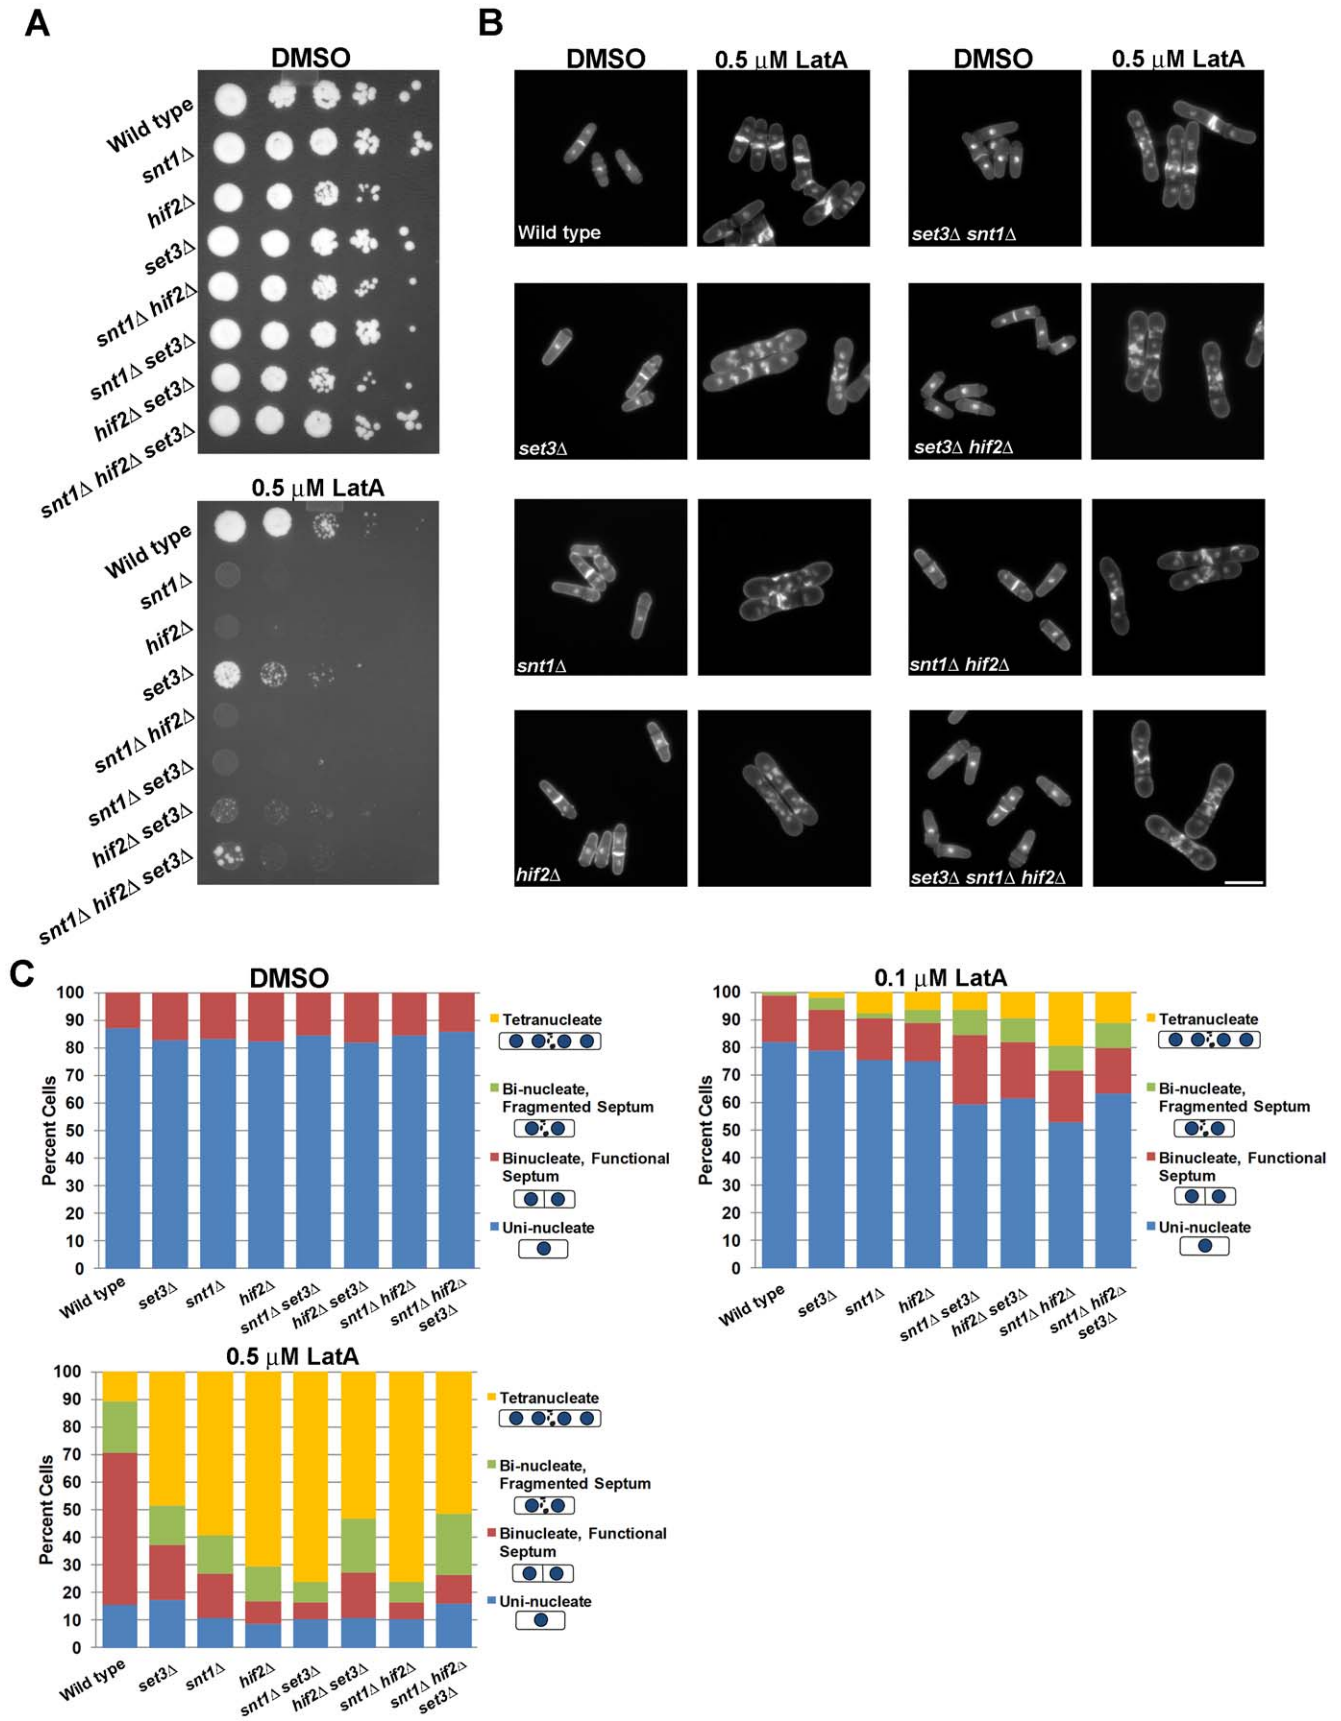 A
DMSO
Wild type
snt1Δ
hif2Δ
set3Δ
snt1Δ hif2Δ
snt1Δ set3Δ
hif2Δ set3Δ
snt1Δ hif2Δ set3Δ
0.5 μM LatA
Wild type
snt1Δ
hif2Δ
set3Δ
snt1Δ hif2Δ
snt1Δ set3Δ
hif2Δ set3Δ
snt1Δ hif2Δ set3Δ
B
DMSO
0.5 μM LatA
DMSO
0.5 μM LatA
Wild type
set3Δ snt1Δ
set3Δ
set3Δ hif2Δ
snt1Δ
snt1Δ hif2Δ
hif2Δ
set3Δ snt1Δ hif2Δ
C
DMSO
Percent Cells
100
90
80
70
60
50
40
30
20
10
0
Wild type
set3Δ
snt1Δ
hif2Δ
snt1Δ set3Δ
hif2Δ set3Δ
snt1Δ hif2Δ
snt1Δ hif2Δ
set3Δ
Tetranucleate
Bi-nucleate,
Fragmented Septum
Binucleate, Functional
Septum
Uni-nucleate
0.1 μM LatA
Percent Cells
100
90
80
70
60
50
40
30
20
10
0
Wild type
set3Δ
snt1Δ
hif2Δ
snt1Δ set3Δ
hif2Δ set3Δ
snt1Δ hif2Δ
snt1Δ hif2Δ
set3Δ
Tetranucleate
Bi-nucleate,
Fragmented Septum
Binucleate, Functional
Septum
Uni-nucleate
0.5 μM LatA
Percent Cells
100
90
80
70
60
50
40
30
20
10
0
Wild type
set3Δ
snt1Δ
hif2Δ
snt1Δ set3Δ
hif2Δ set3Δ
snt1Δ hif2Δ
snt1Δ hif2Δ
set3Δ
Tetranucleate
Bi-nucleate,
Fragmented Septum
Binucleate, Functional
Septum
Uni-nucleate